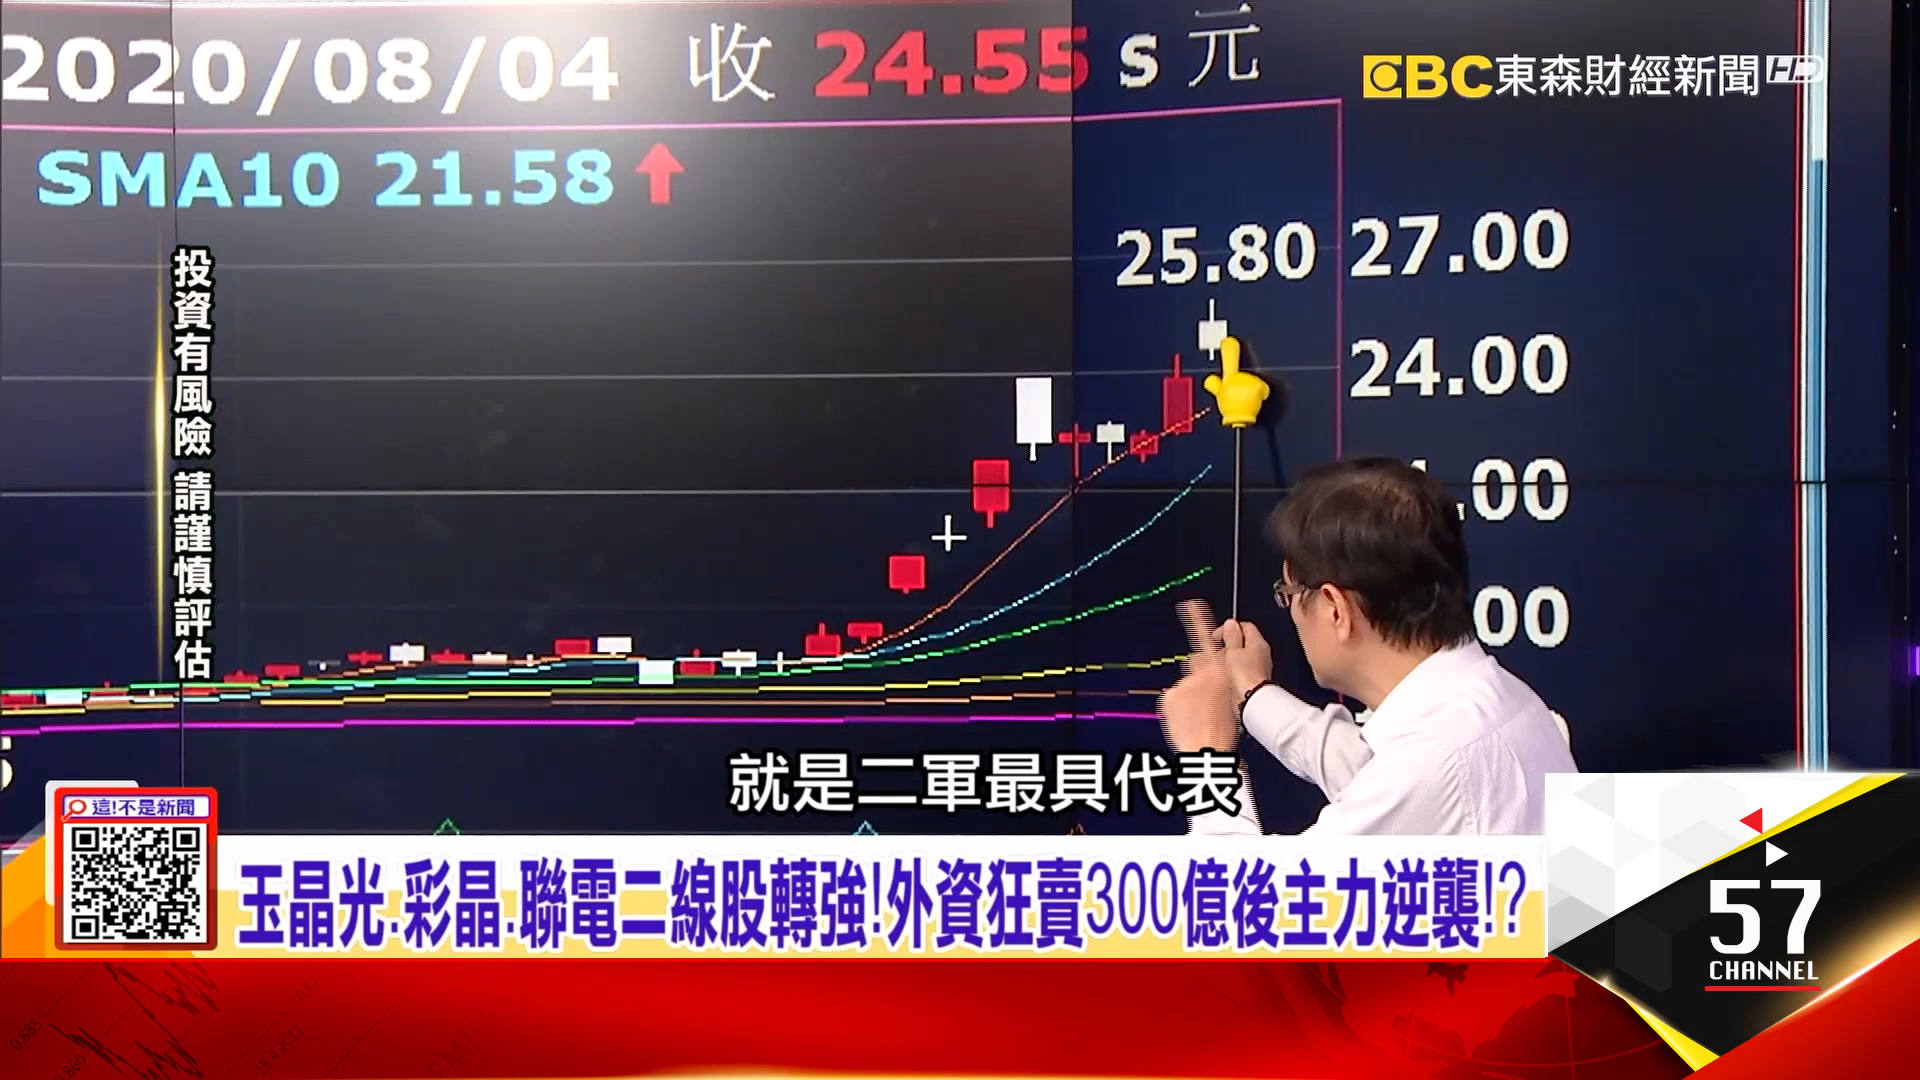 2020/08/04 收 24.55 s 元
EBC 東森財經新聞 HD
SMA10 21.58
25.80
27.00
24.00
.00
00
投資有風險 請謹慎評估
就是二軍最具代表
這!不是新聞
玉晶光.彩晶.聯電二線股轉強!外資狂賣300億後主力逆襲!?
57
CHANNEL